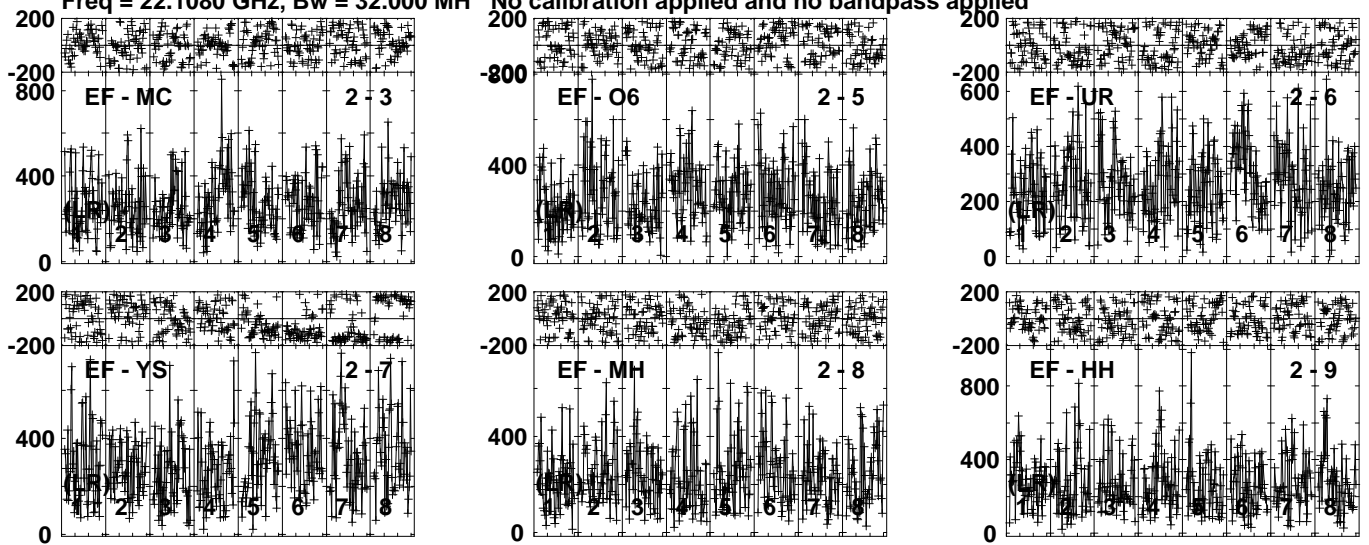 Freq = 22.1080 GHz, Bw = 32.000 MH No calibration applied and no bandpass applied
200 200 200
-200 -200
800 800 600
EF - MC 2 - 3 EF - O6 2 - 5 EF - UR 2 - 6
400 400 400
200
(LR) (LR) (LR)
1 2 3 4 5 6 7 8 1 2 3 4 5 6 7 8 1 2 3 4 5 6 7 8
0 0 0
200 200 200
-200 -200 -200
EF - YS 2 - 7 EF - MH 2 - 8 EF - HH 2 - 9
800
400 400 400
(LR) (LR) (LR)
1 2 3 4 5 6 7 8 1 2 3 4 5 6 7 8 1 2 3 4 5 6 7 8
0 0 0